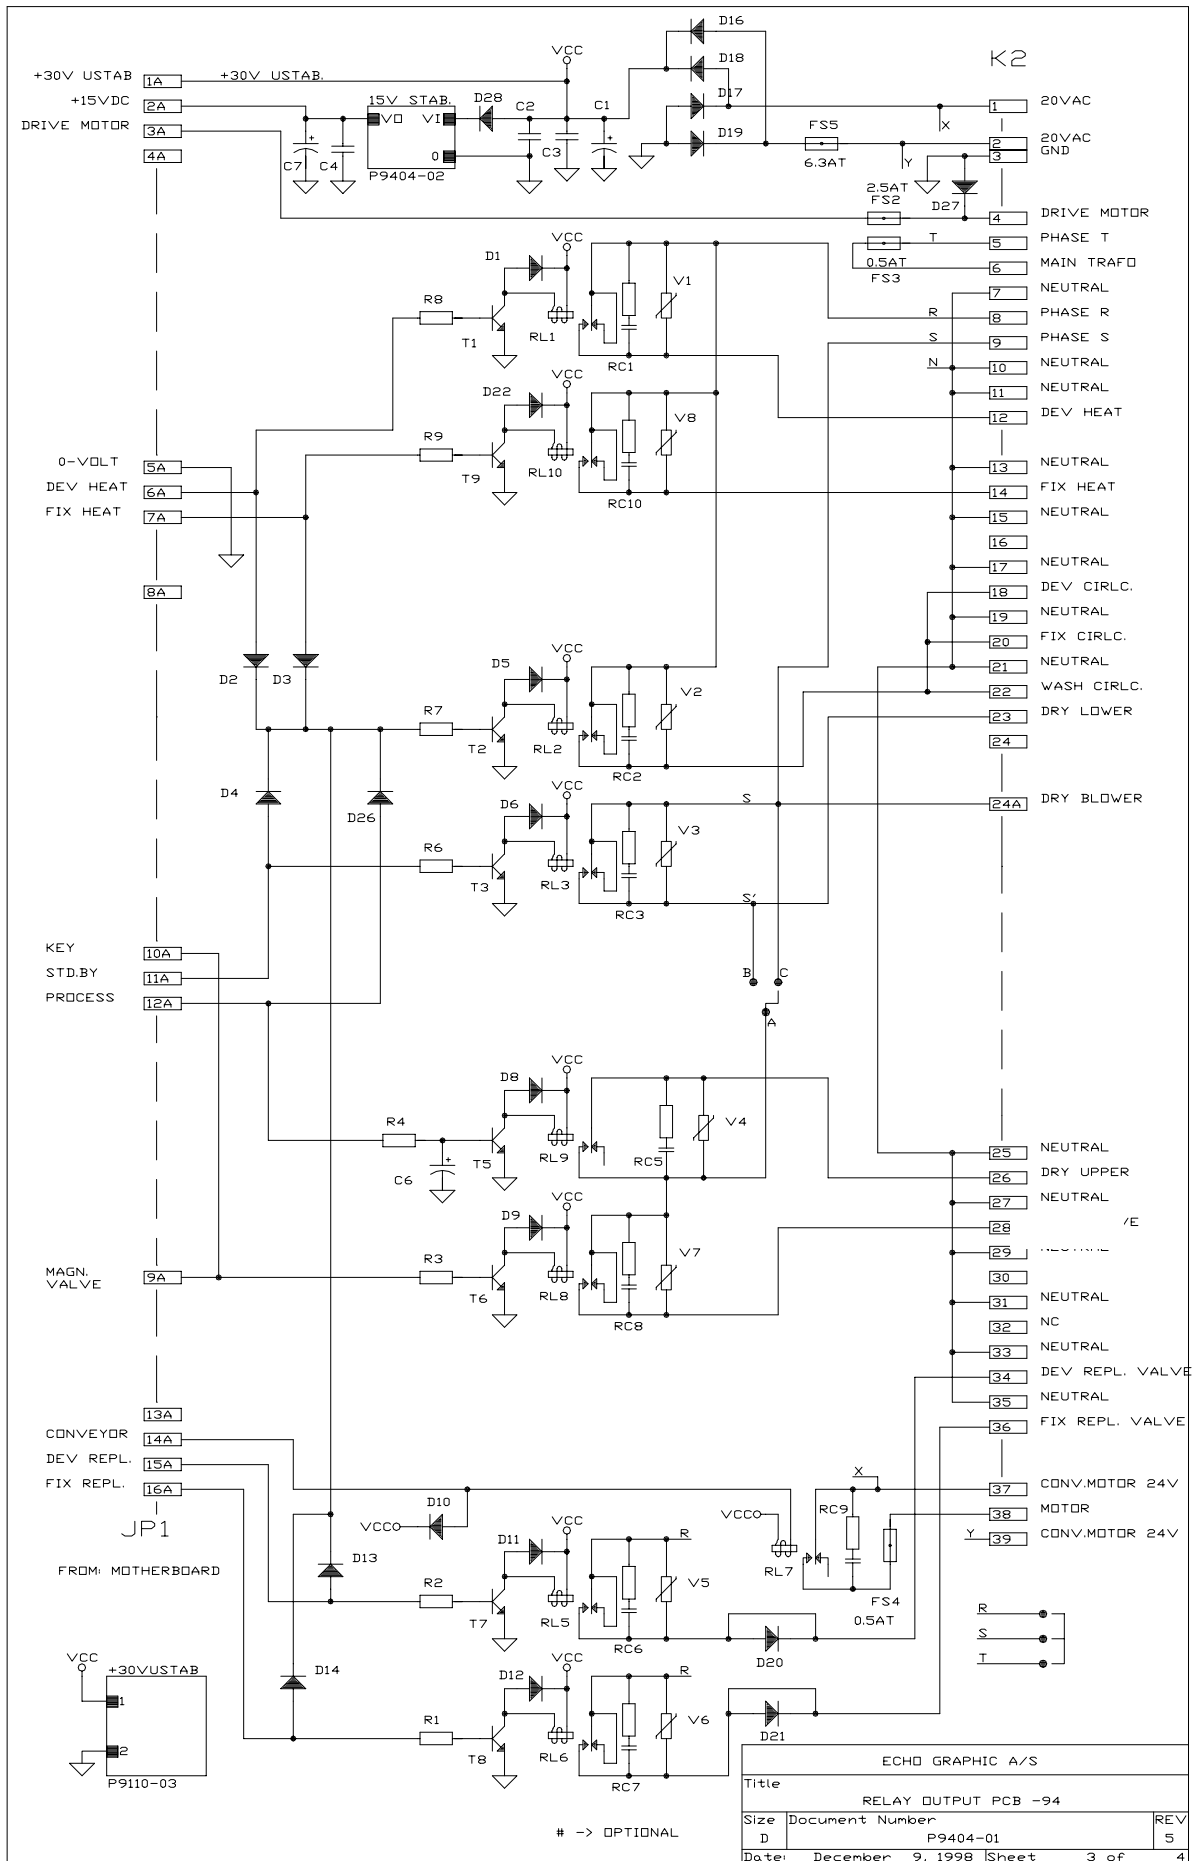 D16
VCC
D18
K2
+30V USTAB
1A
+30V USTAB.
+15VDC
2A
15V STAB.
D28
C2
C1
D17
1
20VAC
DRIVE MOTOR
3A
VO
VI
X
D19
FS5
2
20VAC
4A
C7
+
C4
0
C3
+
6.3AT
Y
3
GND
P9404-02
2.5AT
FS2
D27
4
DRIVE MOTOR
T
5
PHASE T
0.5AT
FS3
6
MAIN TRAFO
VCC
D1
V1
7
NEUTRAL
R8
R
8
PHASE R
T1
RL1
RC1
S
9
PHASE S
N
10
NEUTRAL
VCC
D22
11
NEUTRAL
V8
12
DEV HEAT
R9
0-VOLT
5A
T9
RL10
RC10
13
NEUTRAL
DEV HEAT
6A
14
FIX HEAT
FIX HEAT
7A
15
NEUTRAL
16
17
NEUTRAL
8A
18
DEV CIRLC.
19
NEUTRAL
20
FIX CIRLC.
VCC
D2
D3
D5
21
NEUTRAL
V2
22
WASH CIRLC.
R7
23
DRY LOWER
T2
RL2
RC2
24
D4
D26
VCC
D6
S
24A
DRY BLOWER
V3
R6
T3
RL3
RC3
S'
KEY
10A
STD.BY
11A
B
C
PROCESS
12A
A
VCC
D8
R4
V4
C6
+
T5
RL9
RC5
25
NEUTRAL
26
DRY UPPER
VCC
D9
27
NEUTRAL
28
/E
29
NEUTRAL
R3
V7
MAGN.
VALVE
9A
T6
RL8
RC8
30
31
NEUTRAL
32
NC
33
NEUTRAL
34
DEV REPL. VALVE
13A
35
NEUTRAL
CONVEYOR
14A
36
FIX REPL. VALVE
DEV REPL.
15A
X
FIX REPL.
16A
D10
37
CONV.MOTOR 24V
JP1
VCC
VCC
RC9
38
MOTOR
VCC
D11
R
Y
39
CONV.MOTOR 24V
FROM: MOTHERBOARD
D13
RL7
R2
V5
FS4
0.5AT
T7
RL5
RC6
R
S
D20
T
VCC
+30VUSTAB
D14
VCC
D12
R
1
R1
V6
D21
2
T8
RL6
RC7
P9110-03
ECHO GRAPHIC A/S
Title
RELAY OUTPUT PCB -94
# -> OPTIONAL
Size
Document Number
REV
D
P9404-01
5
Date:
December 9, 1998
Sheet
3 of
4